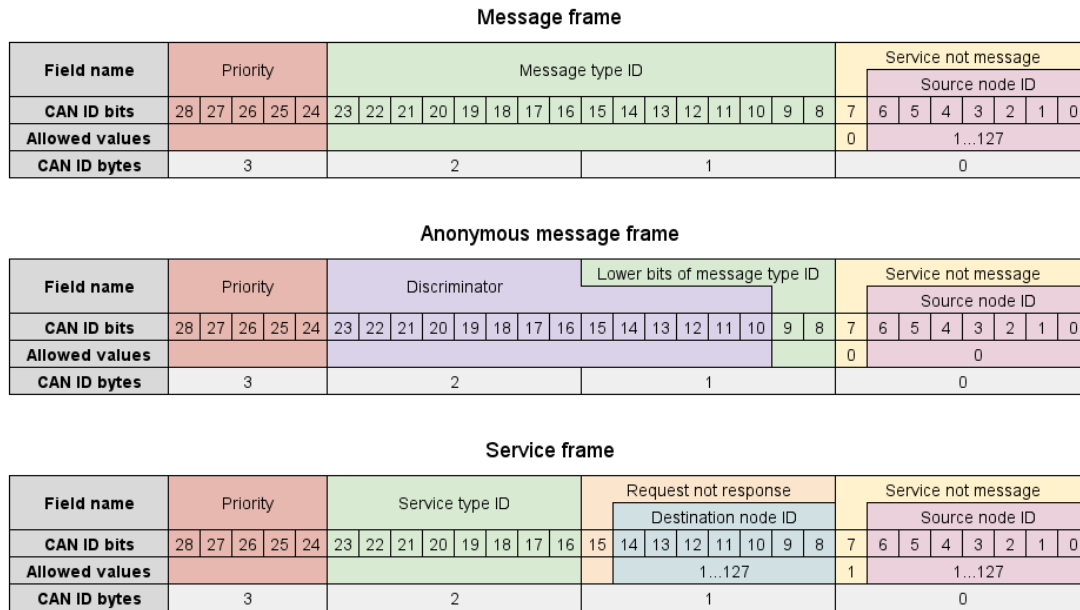 Message frame
Field name Priority Message type ID Service not message
Source node ID
CAN ID bits 28 27 26 25 24 23 22 21 20 19 18 17 16 15 14 13 12 11 10 9 8 7 6 5 4 3 2 1 0
Allowed values 0 1...127
CAN ID bytes 3 2 1 0
Anonymous message frame
Field name Priority Discriminator Lower bits of message type ID Service not message
Source node ID
CAN ID bits 28 27 26 25 24 23 22 21 20 19 18 17 16 15 14 13 12 11 10 9 8 7 6 5 4 3 2 1 0
Allowed values 0 0
CAN ID bytes 3 2 1 0
Service frame
Field name Priority Service type ID Request not response Service not message
Destination node ID Source node ID
CAN ID bits 28 27 26 25 24 23 22 21 20 19 18 17 16 15 14 13 12 11 10 9 8 7 6 5 4 3 2 1 0
Allowed values 1...127 1 1...127
CAN ID bytes 3 2 1 0